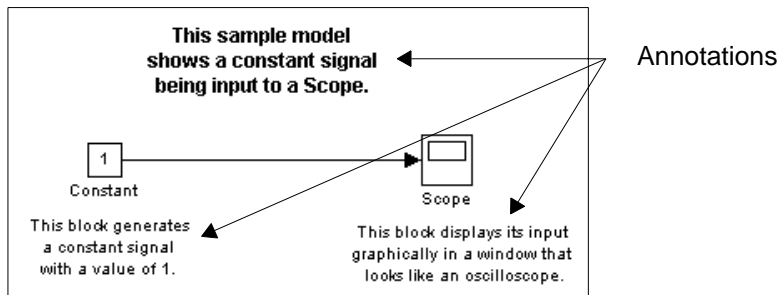 This sample model
shows a constant signal
being input to a Scope.
Annotations
1
Constant
Scope
This block generates
a constant signal
with a value of 1.
This block displays its input
graphically in a window that
looks like an oscilloscope.